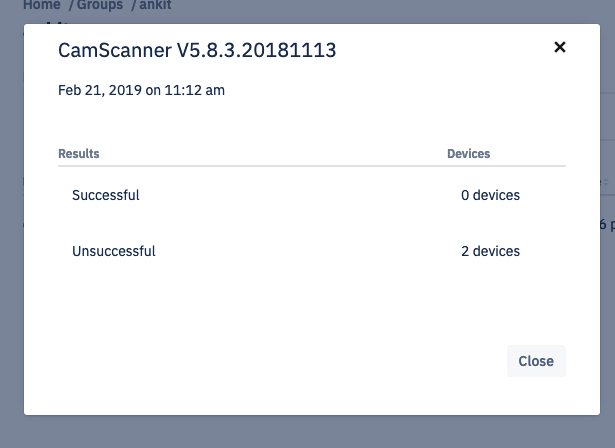 Home / Groups / ankit
CamScanner V5.8.3.20181113
Feb 21, 2019 on 11:12 am
Results Devices
Successful 0 devices
Unsuccessful 2 devices
Close